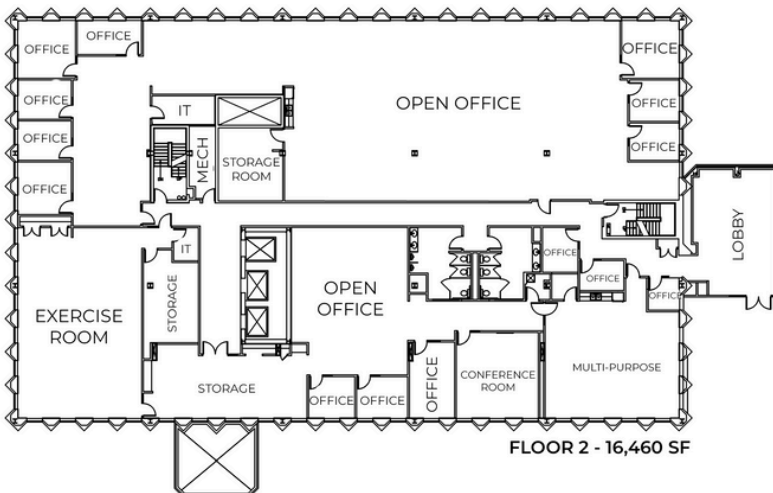 OFFICE
OFFICE
OFFICE
OFFICE
OFFICE
OFFICE
IT
MECH
STORAGE
ROOM
OPEN OFFICE
OFFICE
OFFICE
LOBBY
IT
STORAGE
EXERCISE
ROOM
OPEN
OFFICE
OFFICE
OFFICE
OFFICE
STORAGE
OFFICE
OFFICE
OFFICE
CONFERENCE
ROOM
MULTI-PURPOSE
FLOOR 2 - 16,460 SF